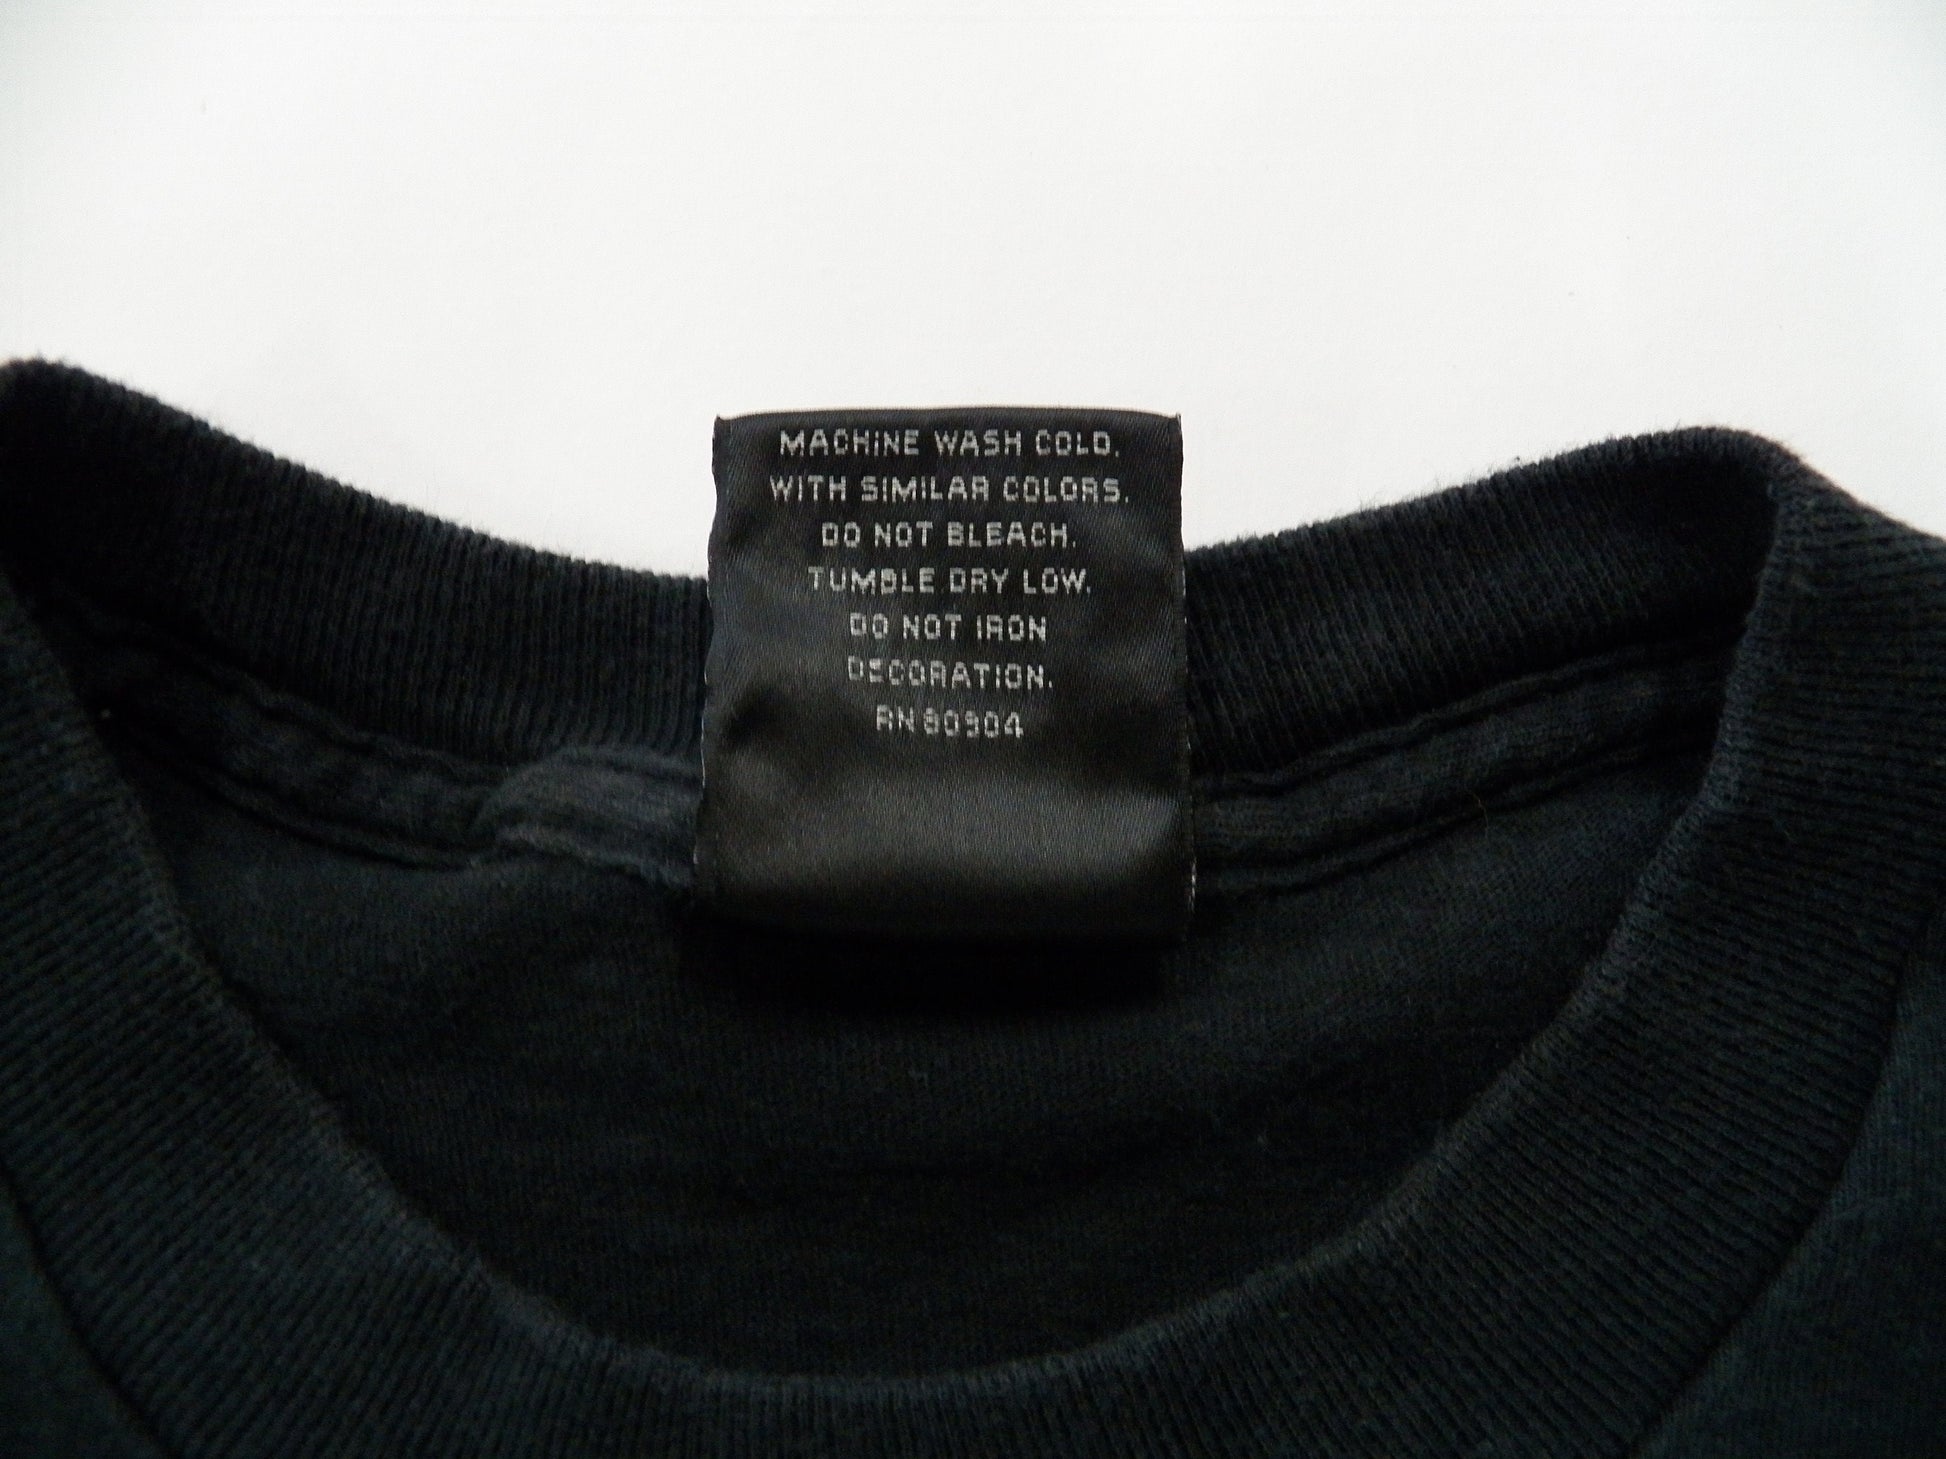 MACHINE WASH COLD.
WITH SIMILAR COLORS.
DO NOT BLEACH.
TUMBLE DRY LOW.
DO NOT IRON
DECORATION.
RN 80904